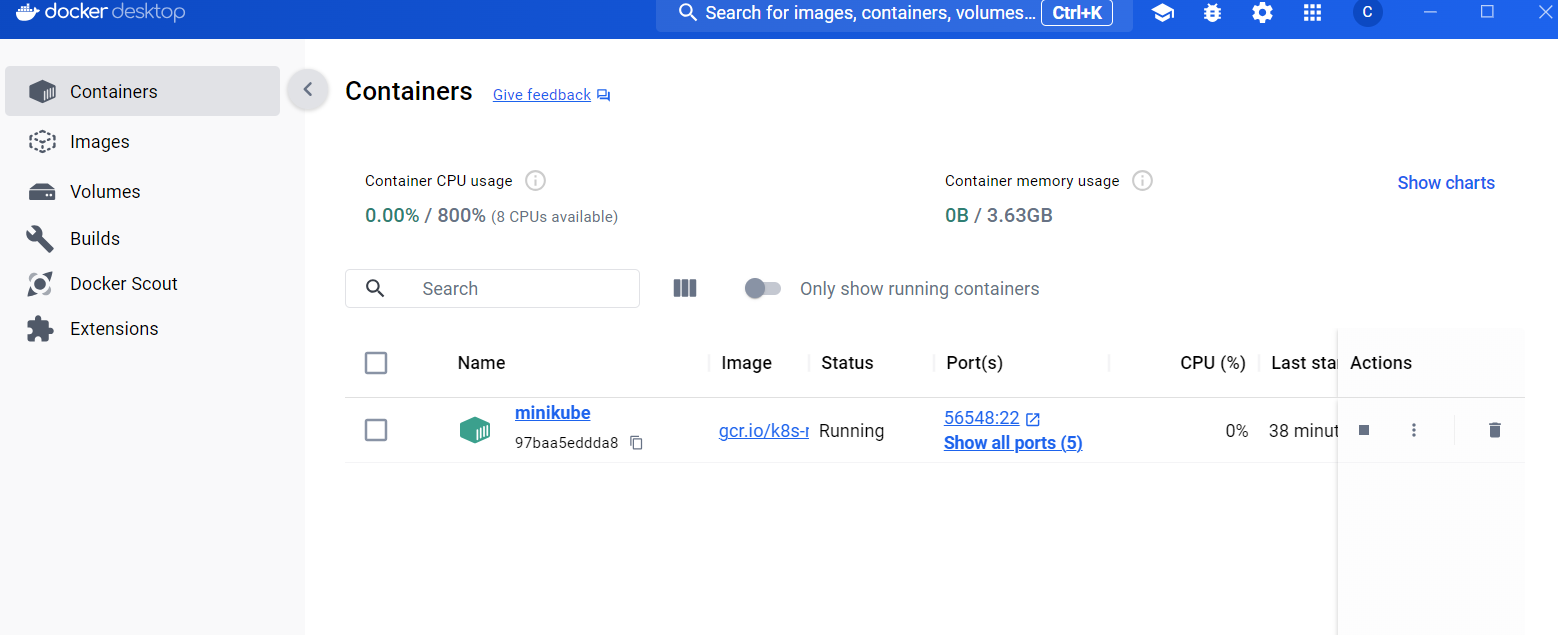 docker desktop
Search for images, containers, volumes... Ctrl+K
C
Containers
Images
Volumes
Builds
Docker Scout
Extensions
Containers Give feedback
Container CPU usage
0.00% / 800% (8 CPUs available)
Container memory usage
0B / 3.63GB
Show charts
Search
Only show running containers
Name Image Status Port(s) CPU (%) Last sta Actions
minikube
97baa5eddda8
gcr.io/k8s-r
Running
56548:22
Show all ports (5)
0%
38 minut